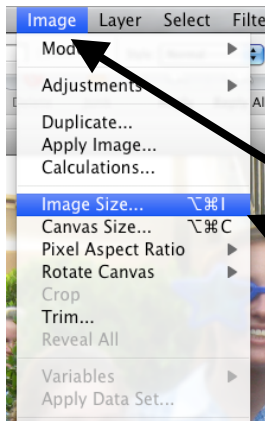 Image Layer Select Filte
Mod
Adjustments
Duplicate...
Apply Image...
Calculations...
Image Size... ⌥⌘I
Canvas Size... ⌥⌘C
Pixel Aspect Ratio
Rotate Canvas
Crop
Trim...
Reveal All
Variables
Apply Data Set...